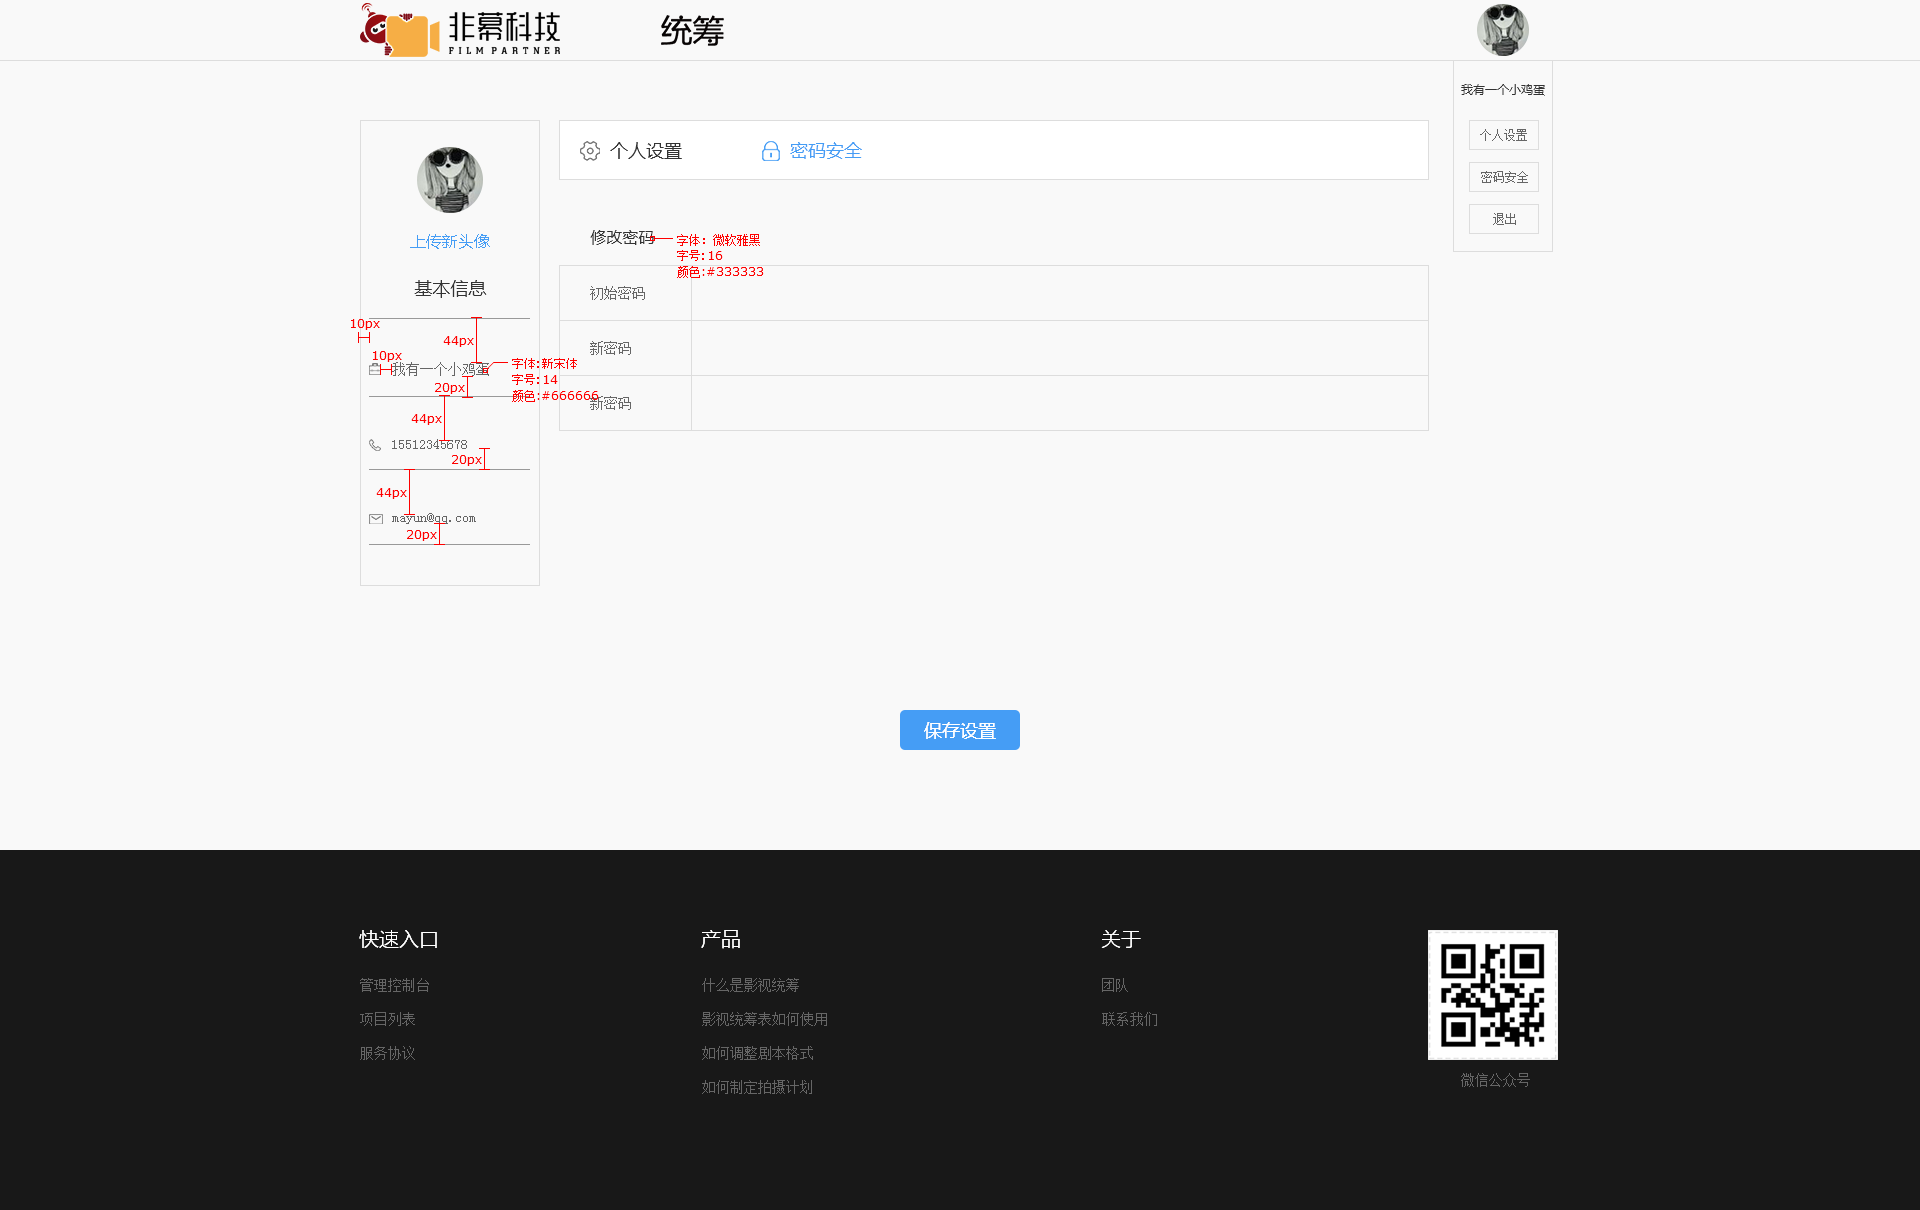 非幕科技
FILM PARTNER
统筹
我有一个小鸡蛋
个人设置
密码安全
退出
上传新头像
基本信息
10px
44px
10px
我有一个小鸡蛋
字体:新宋体
字号:14
颜色:#666666
20px
44px
15512345678
20px
44px
mayun@qq.com
20px
个人设置
密码安全
修改密码
字体：微软雅黑
字号:16
颜色:#333333
初始密码
新密码
新密码
保存设置
快速入口
管理控制台
项目列表
服务协议
产品
什么是影视统筹
影视统筹表如何使用
如何调整剧本格式
如何制定拍摄计划
关于
团队
联系我们
微信公众号